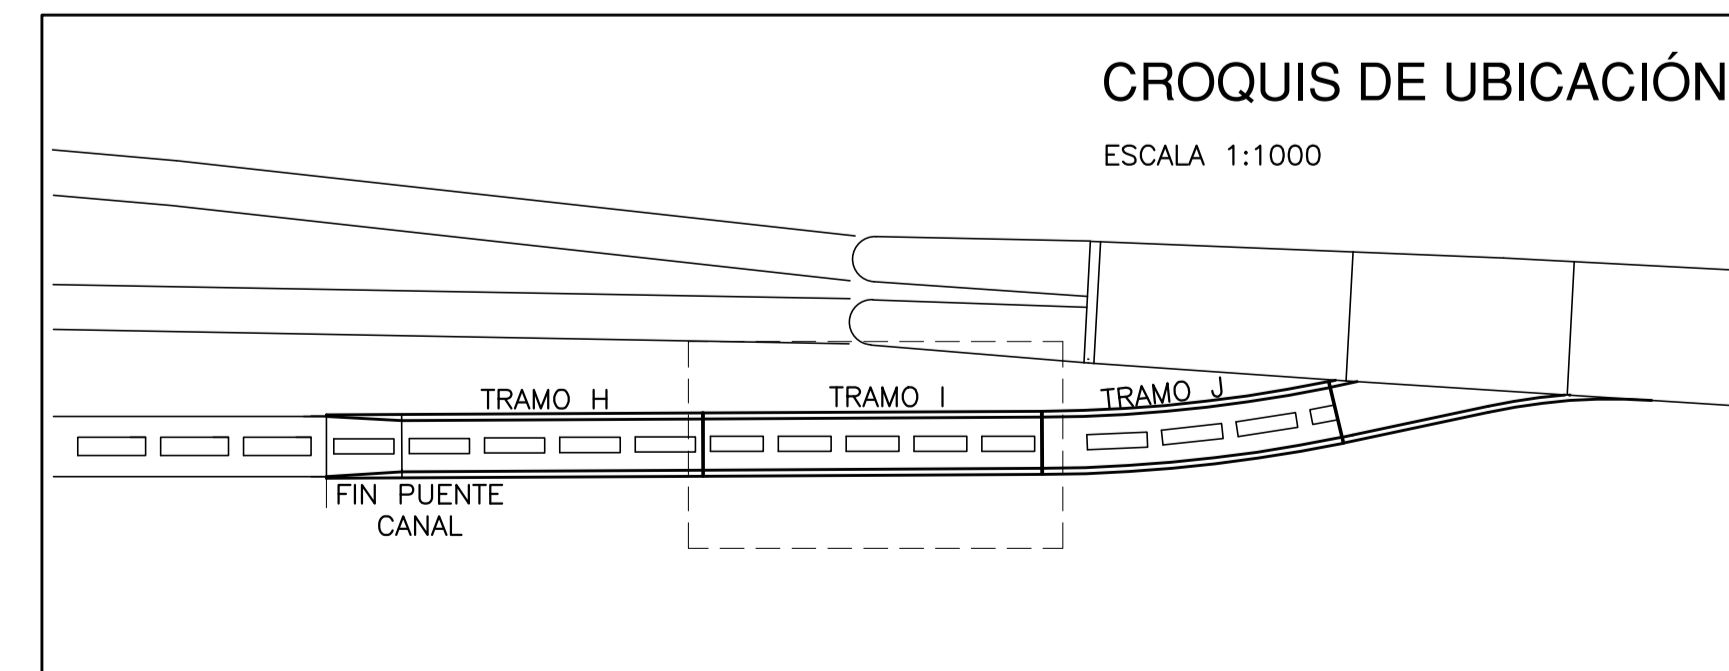 CROQUIS DE UBICACIÓN
ESCALA 1:1000
TRAMO H
TRAMO I
TRAMO J
FIN PUENTE
CANAL